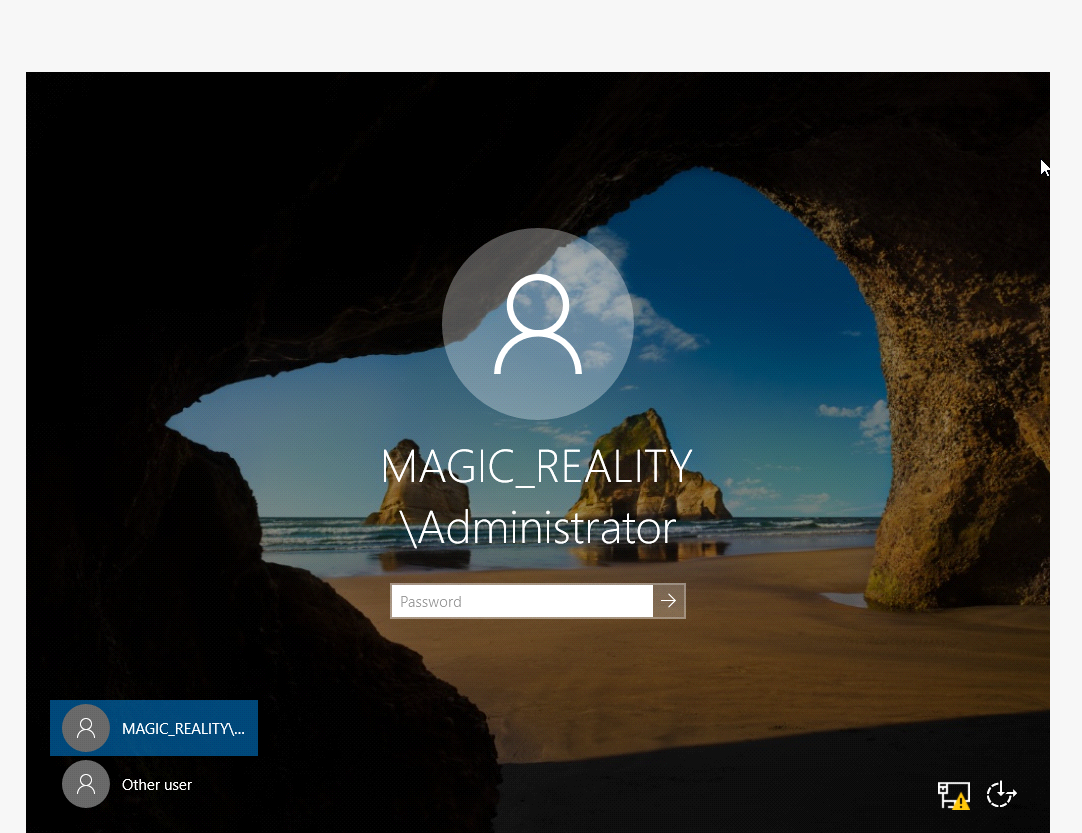 MAGIC_REALITY
\Administrator
Password
MAGIC_REALITY\...
Other user